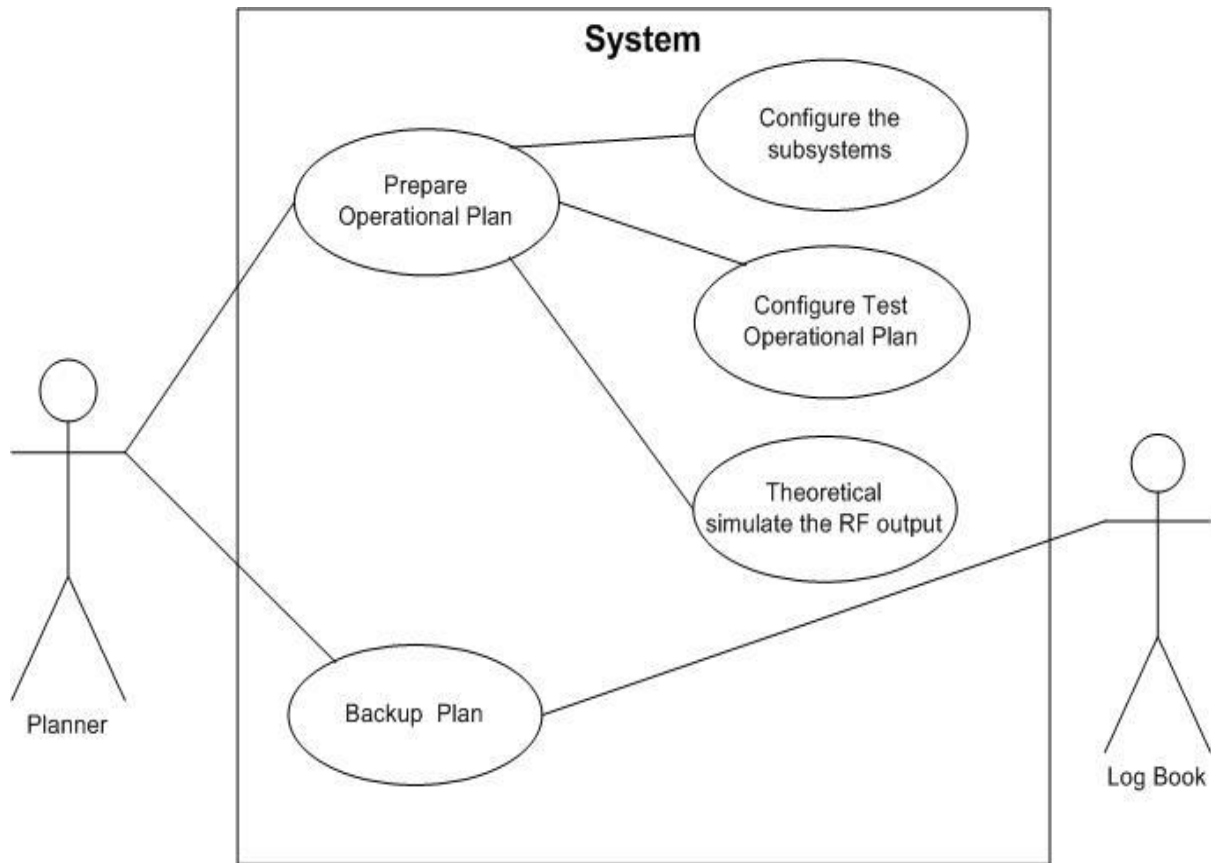 System
Configure the
subsystems
Prepare
Operational Plan
Configure Test
Operational Plan
Theoretical
simulate the RF output
Backup Plan
Planner
Log Book